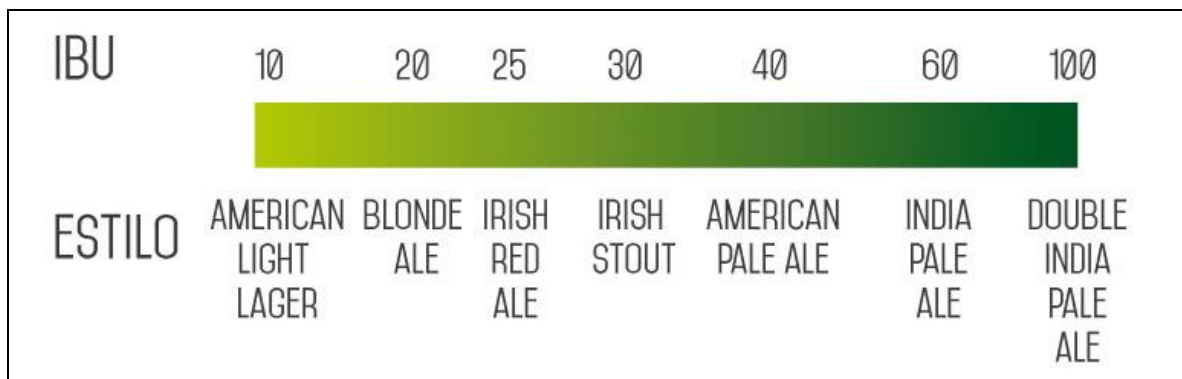 IBU 10 20 25 30 40 60 100
ESTILO
AMERICAN
LIGHT
LAGER
BLONDE
ALE
IRISH
RED
ALE
IRISH
STOUT
AMERICAN
PALE ALE
INDIA
PALE
ALE
DOUBLE
INDIA
PALE
ALE